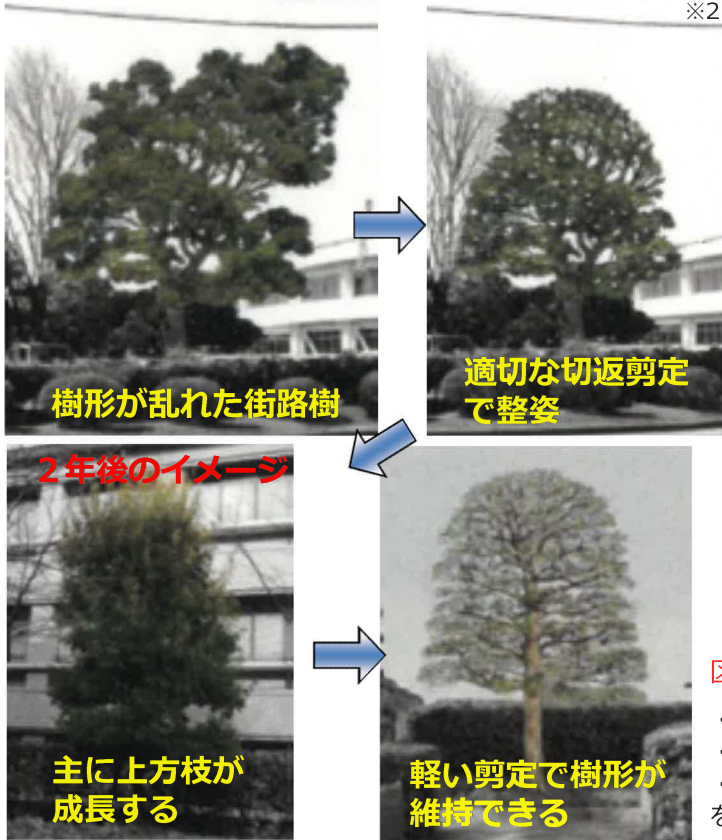 ※2
樹形が乱れた街路樹
適切な切返剪定
で整姿
2年後のイメージ
主に上方枝が
成長する
軽い剪定で樹形が
維持できる
・
・
・
を